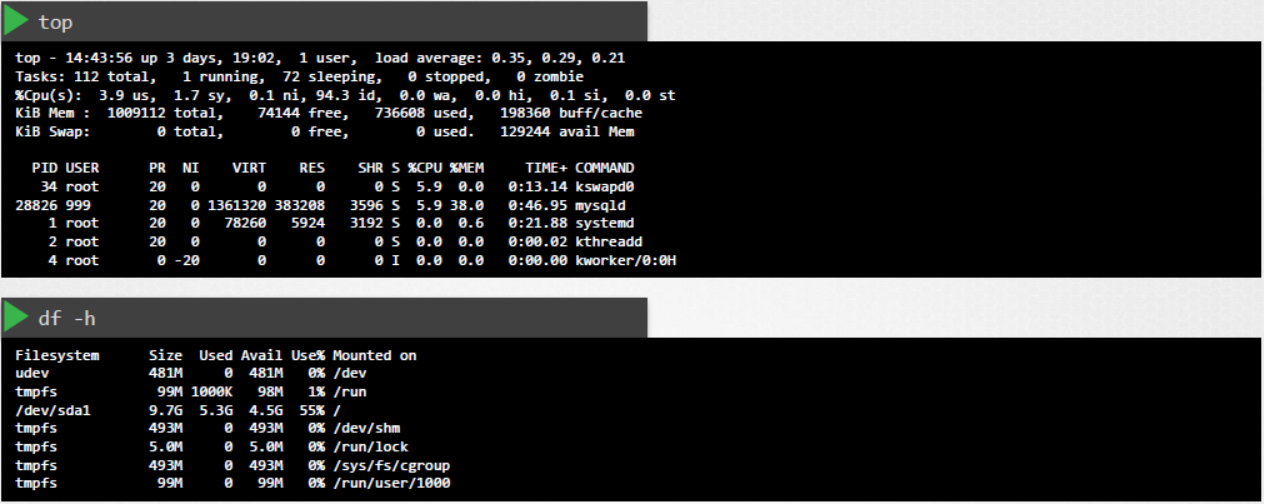 top
top - 14:43:56 up 3 days, 19:02,  1 user,  load average: 0.35, 0.29, 0.21
Tasks: 112 total,   1 running,  72 sleeping,   0 stopped,   0 zombie
%Cpu(s):  3.9 us,  1.7 sy,  0.1 ni, 94.3 id,  0.0 wa,  0.0 hi,  0.1 si,  0.0 st
KiB Mem :  1009112 total,    74144 free,   736608 used,   198360 buff/cache
KiB Swap:        0 total,        0 free,        0 used.   129244 avail Mem
  PID USER      PR  NI    VIRT    RES    SHR S %CPU %MEM     TIME+ COMMAND
   34 root      20   0       0      0      0 S  5.9  0.0   0:13.14 kswapd0
28826 999       20   0 1361320 383208   3596 S  5.9 38.0   0:46.95 mysqld
    1 root      20   0   78260   5924   3192 S  0.0  0.6   0:21.88 systemd
    2 root      20   0       0      0      0 S  0.0  0.0   0:00.02 kthreadd
    4 root       0 -20       0      0      0 I  0.0  0.0   0:00.00 kworker/0:0H
df -h
Filesystem      Size  Used Avail Use% Mounted on
udev            481M     0  481M   0% /dev
tmpfs            99M 1000K   98M   1% /run
/dev/sda1       9.7G  5.3G  4.5G  55% /
tmpfs           493M     0  493M   0% /dev/shm
tmpfs           5.0M     0  5.0M   0% /run/lock
tmpfs           493M     0  493M   0% /sys/fs/cgroup
tmpfs            99M     0   99M   0% /run/user/1000